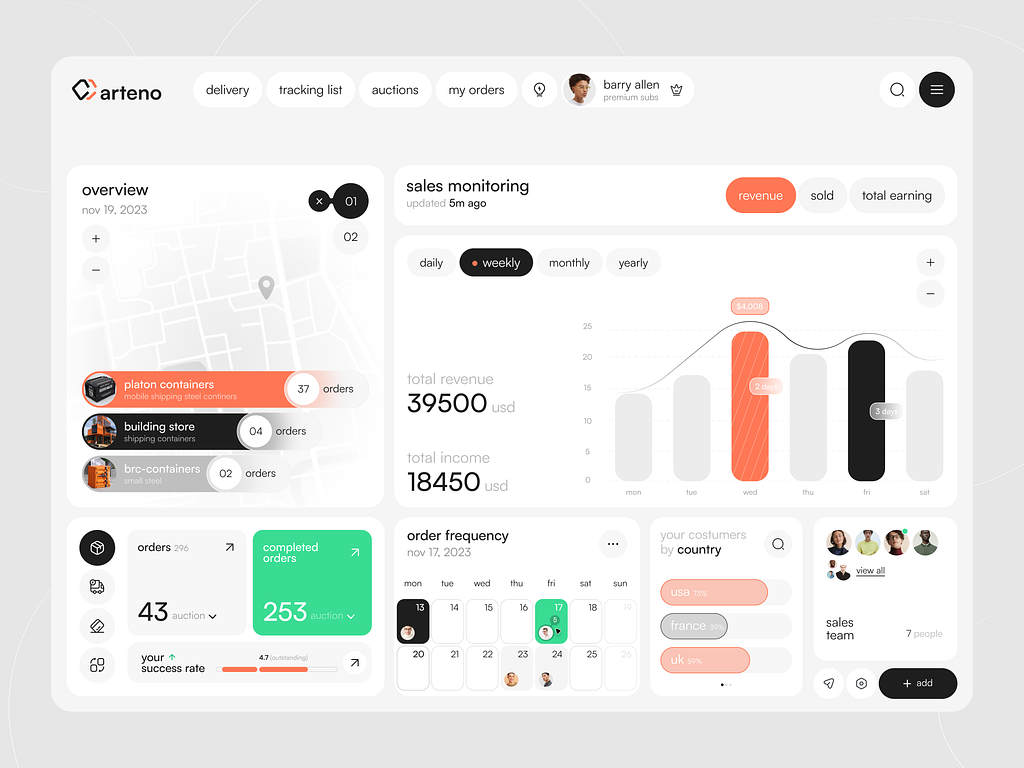 arteno
delivery
tracking list
auctions
my orders
barry allen
premium subs
overview
nov 19, 2023
×
01
02
+
−
platon containers
mobile shipping steel continers
37
orders
building store
shipping containers
04
orders
brc-containers
small steel
02
orders
sales monitoring
updated 5m ago
revenue
sold
total earning
daily
weekly
monthly
yearly
+
−
total revenue
39500 usd
total income
18450 usd
25
20
15
10
5
0
$4,008
2 days
3 days
mon
tue
wed
thu
fri
sat
orders 296
43 auction
completed
orders
253 auction
your
success rate
4.7 (outstanding)
order frequency
nov 17, 2023
...
mon tue wed thu fri sat sun
13 14 15 16 17 18 19
5
20 21 22 23 24 25 26
your costumers
by country
usa 73%
france 39%
uk 59%
view all
sales
team
7 people
+ add